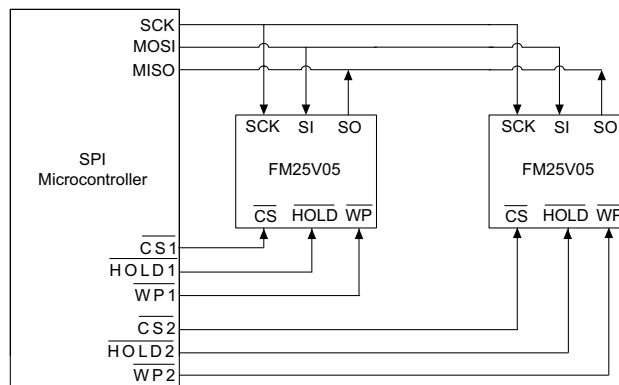 SCK
MOSI
MISO
SPI
Microcontroller
CS1
HOLD1
WP1
CS2
HOLD2
WP2
SCK SI SO
FM25V05
CS HOLD WP
SCK SI SO
FM25V05
CS HOLD WP